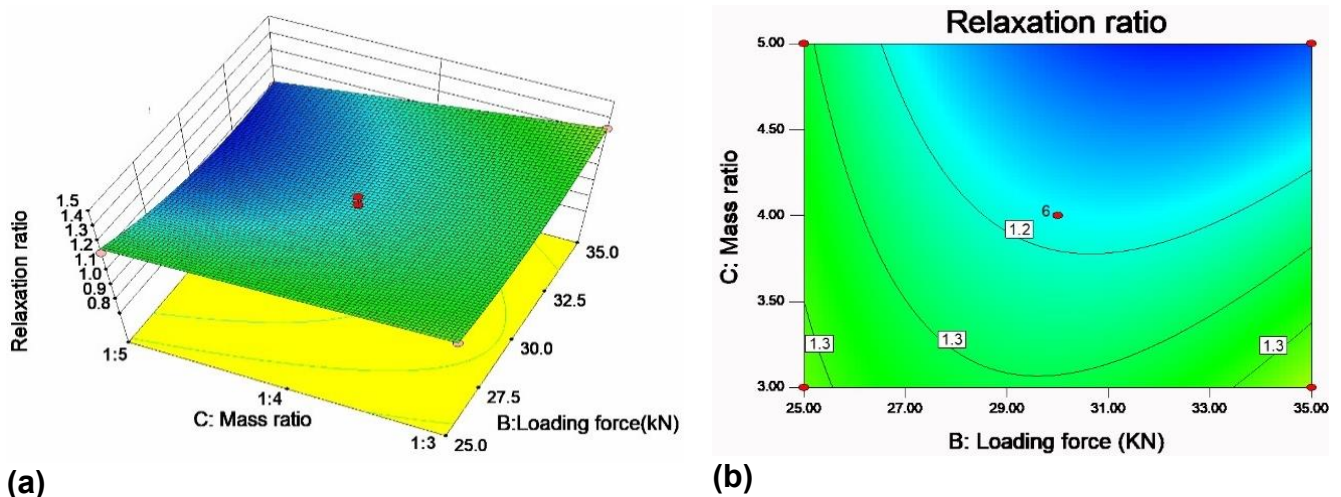 1.5
1.4
1.3
1.2
1.1
1.0
0.9
0.8
Relaxation ratio
1:5
1:4
1:3
C: Mass ratio
25.0
27.5
30.0
32.5
35.0
B:Loading force(kN)
(a)
Relaxation ratio
5.00
4.50
4.00
3.50
3.00
C: Mass ratio
6
1.2
1.3
1.3
1.3
25.00 27.00 29.00 31.00 33.00 35.00
B: Loading force (KN)
(b)